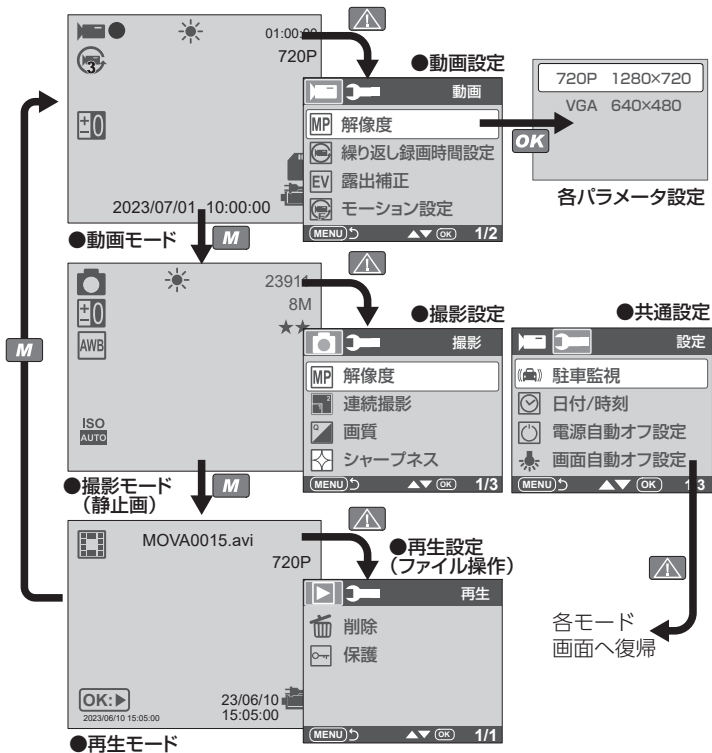 01:00:00
3
720P
±0
2023/07/01 10:00:00
●動画モード
M
●動画設定
動画
MP 解像度
繰り返し録画時間設定
EV 露出補正
モーション設定
MENU OK 1/2
OK
720P 1280×720
VGA 640×480
各パラメータ設定
M
±0
AWB
ISO
AUTO
8M
★★
●撮影モード
(静止画)
M
●撮影設定
撮影
MP 解像度
連続撮影
画質
シャープネス
MENU OK 1/3
●共通設定
設定
駐車監視
日付/時刻
電源自動オフ設定
画面自動オフ設定
MENU OK 1/3
各モード
画面へ復帰
MOVA0015.avi
720P
OK:▶
2023/06/10 15:05:00
23/06/10
15:05:00
●再生モード
●再生設定
(ファイル操作)
再生
削除
保護
MENU OK 1/1